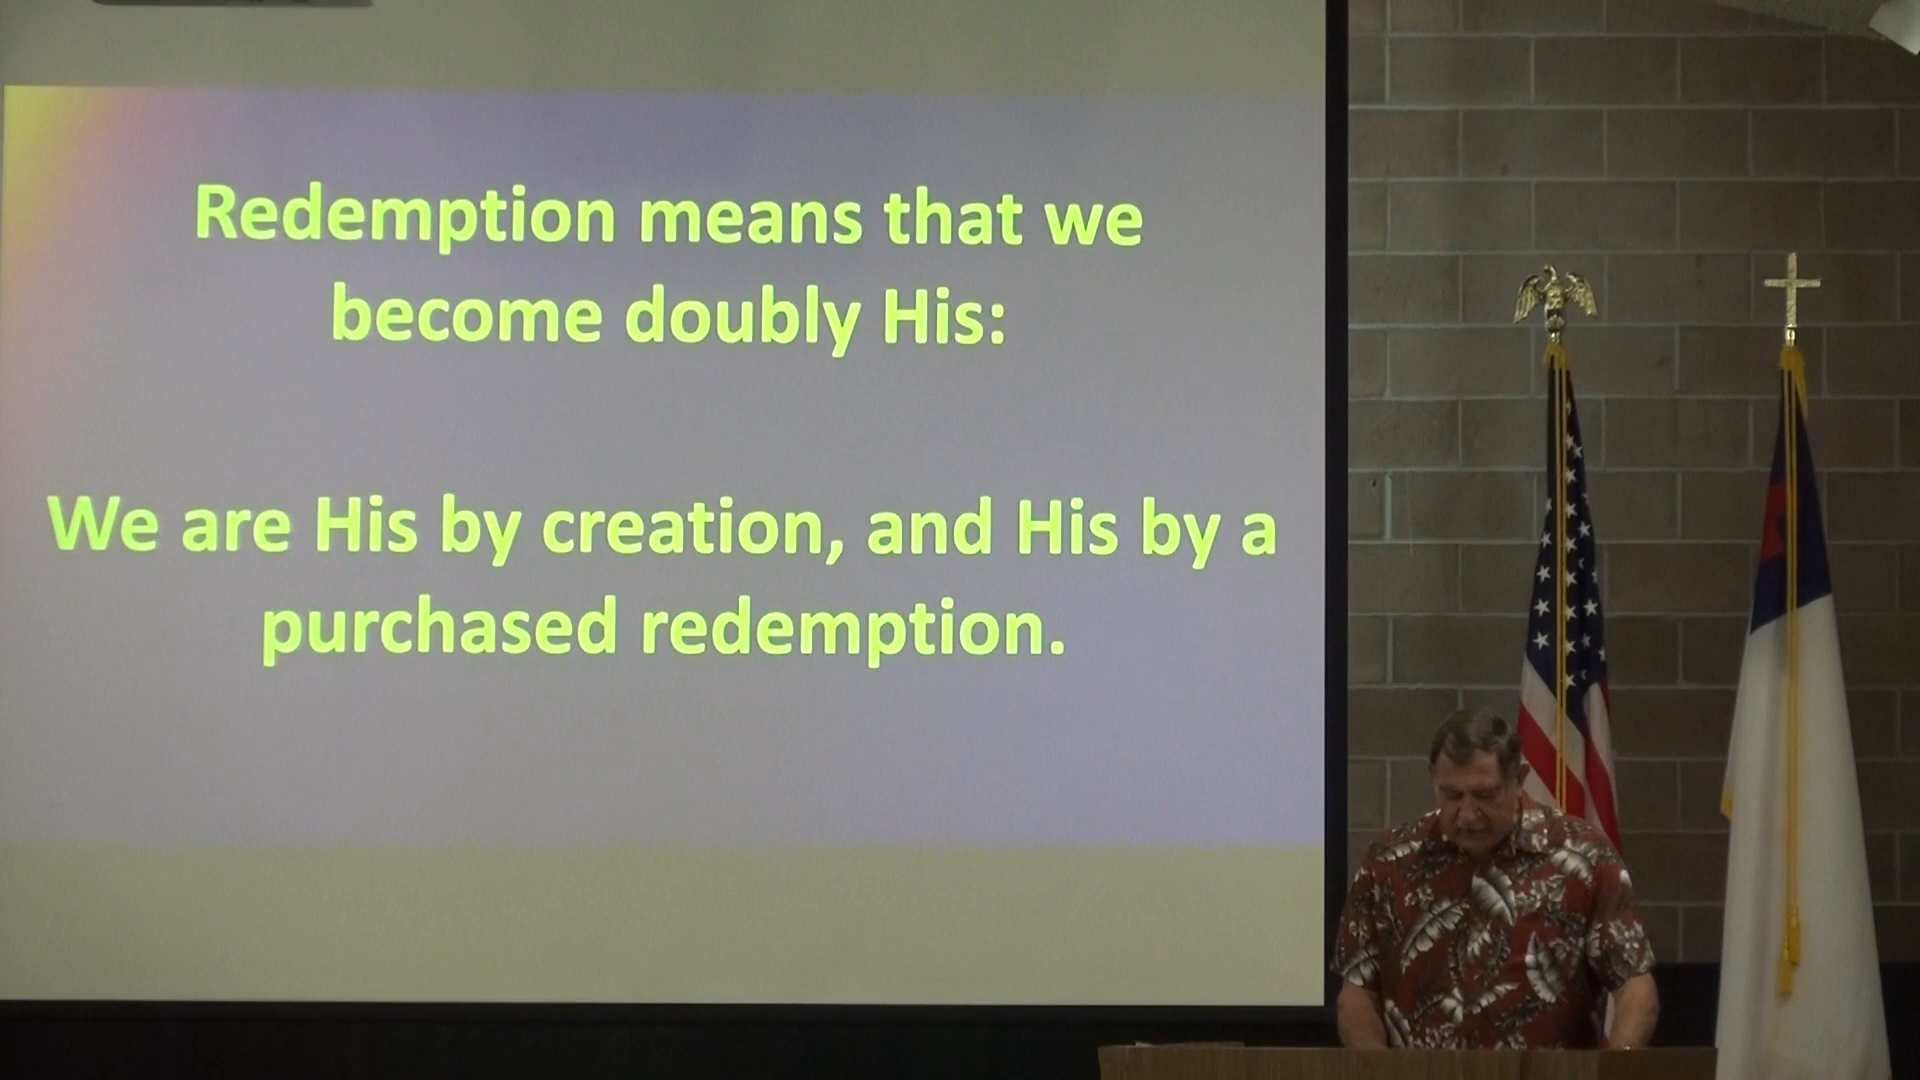 Redemption means that we
become doubly His:
We are His by creation, and His by a
purchased redemption.